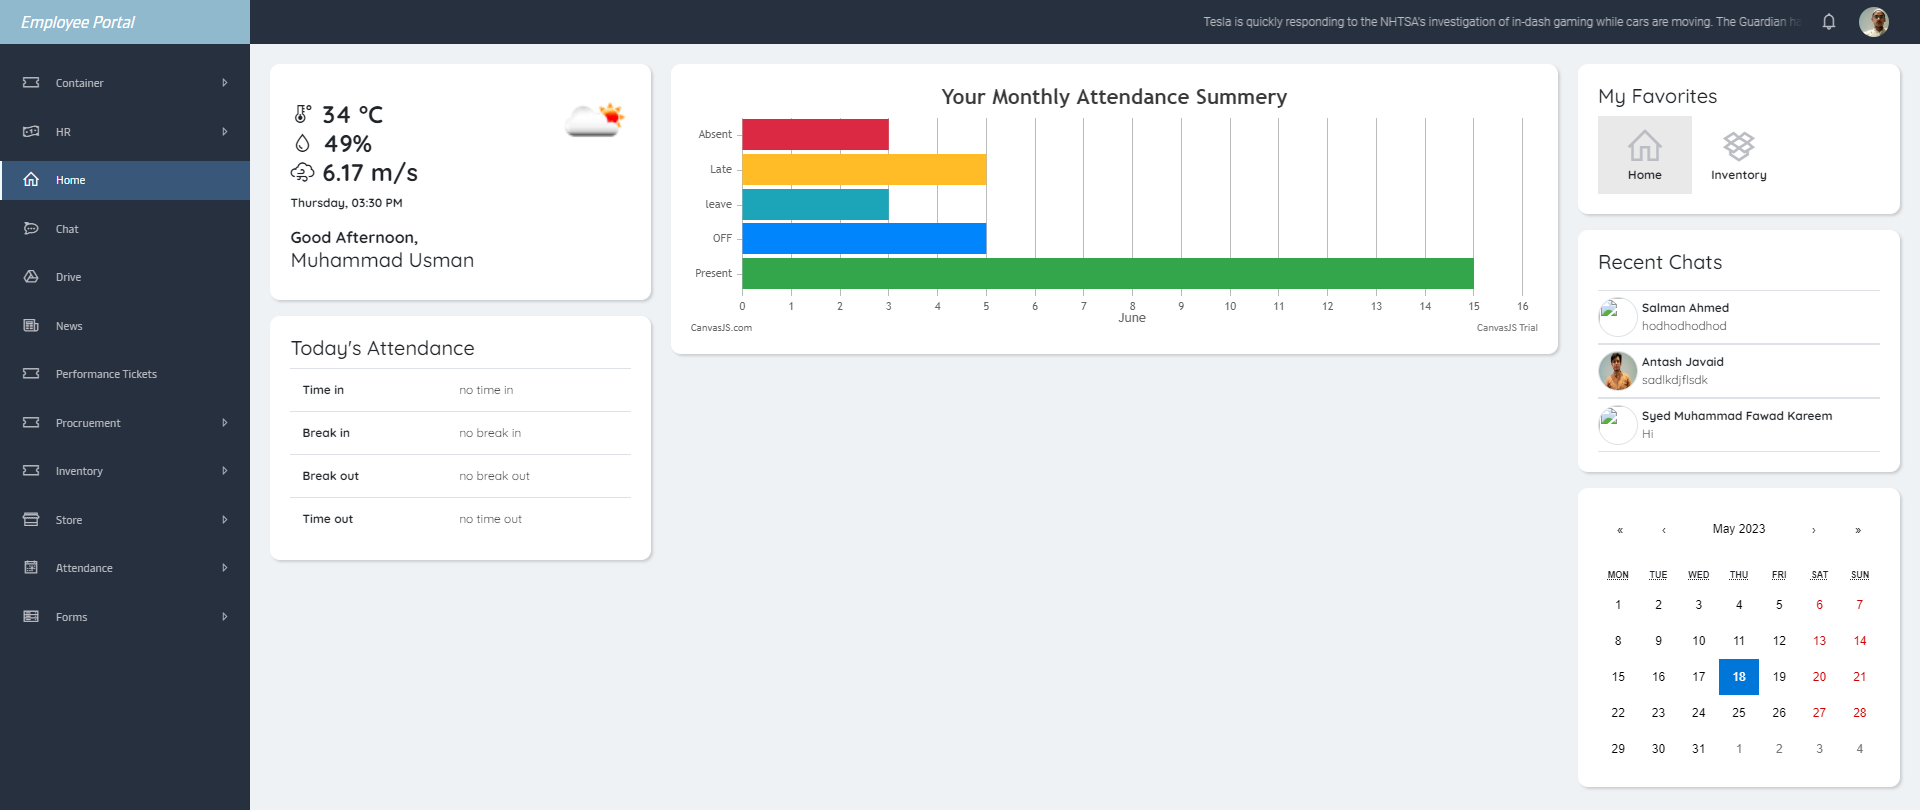 Employee Portal
Tesla is quickly responding to the NHTSA's investigation of in-dash gaming while cars are moving. The Guardian
Container
HR
Home
Chat
Drive
News
Performance Tickets
Procruement
Inventory
Store
Attendance
Forms
34 °C
49%
6.17 m/s
Thursday, 03:30 PM
Good Afternoon,
Muhammad Usman
Today's Attendance
Time in no time in
Break in no break in
Break out no break out
Time out no time out
Your Monthly Attendance Summery
Absent
Late
leave
OFF
Present
0 1 2 3 4 5 6 7 8 9 10 11 12 13 14 15 16
June
CanvasJS.com
CanvasJS Trial
My Favorites
Home Inventory
Recent Chats
Salman Ahmed
hodhodhodhod
Antash Javaid
sadlkdjflsdk
Syed Muhammad Fawad Kareem
Hi
« ‹ May 2023 › »
MON TUE WED THU FRI SAT SUN
1 2 3 4 5 6 7
8 9 10 11 12 13 14
15 16 17 18 19 20 21
22 23 24 25 26 27 28
29 30 31 1 2 3 4